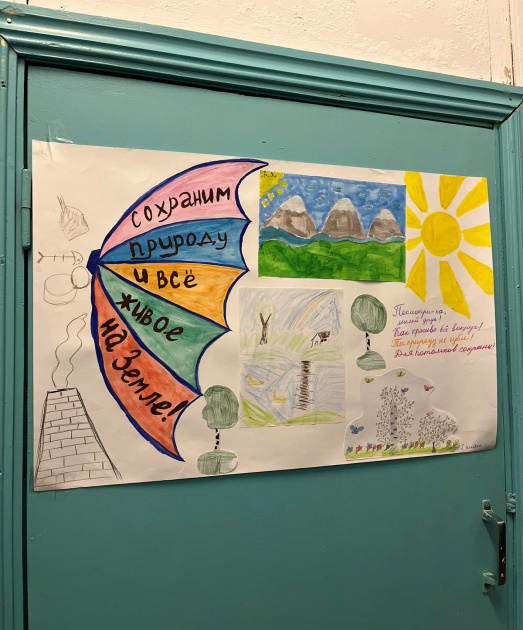 сохраним
природу
и всё
живое
на Земле!
Посмотри-ка,
милый друг!
Как красиво всё вокруг!
Ты природу не губи!
Для потомков сохрани!